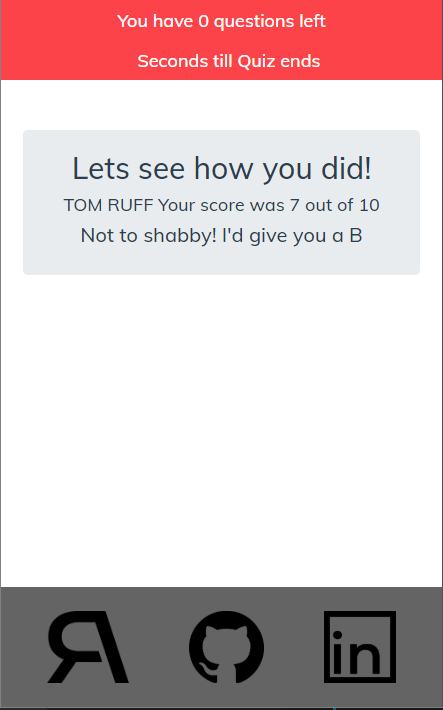 You have 0 questions left
Seconds till Quiz ends
Lets see how you did!
TOM RUFF Your score was 7 out of 10
Not to shabby! I'd give you a B
in